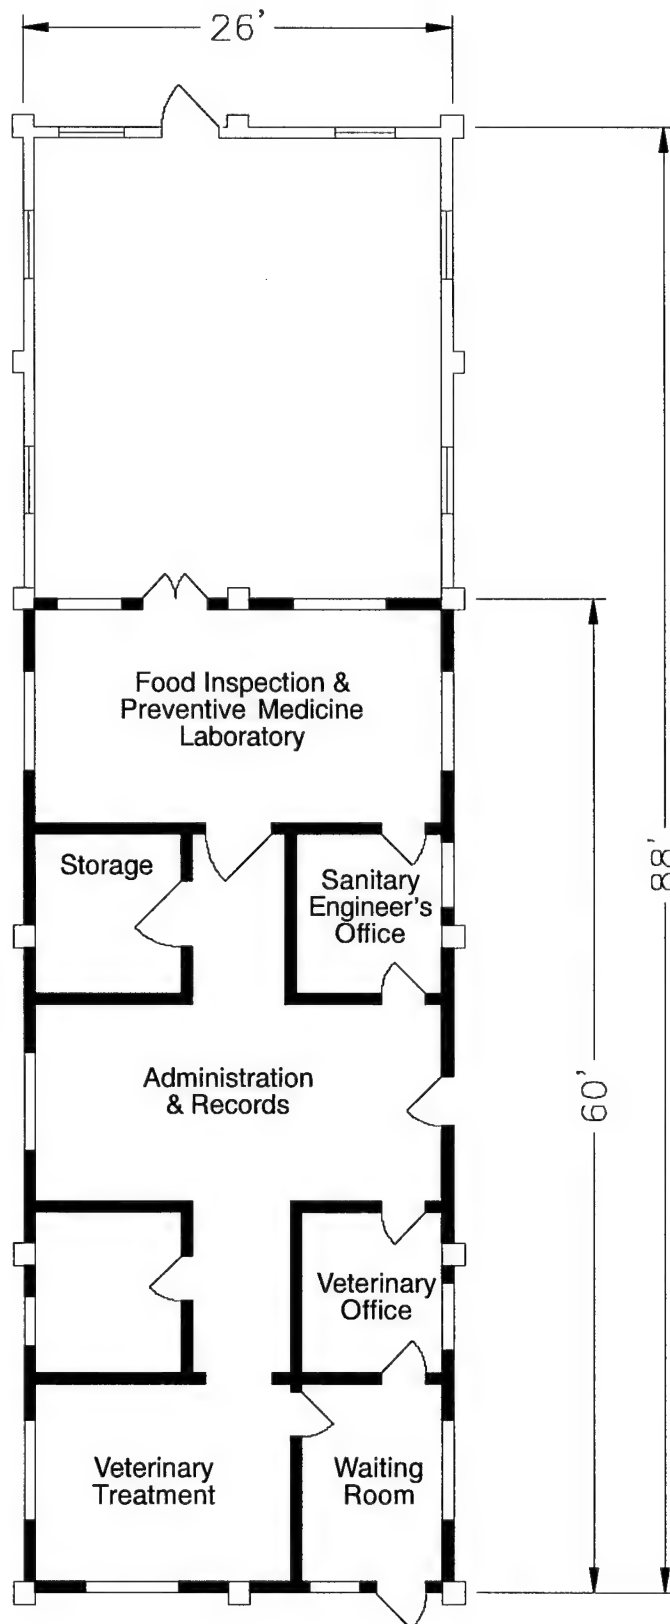 26'
Food Inspection &
Preventive Medicine
Laboratory
Storage
Sanitary
Engineer's
Office
88'
Administration
& Records
60'
Veterinary
Office
Veterinary
Treatment
Waiting
Room